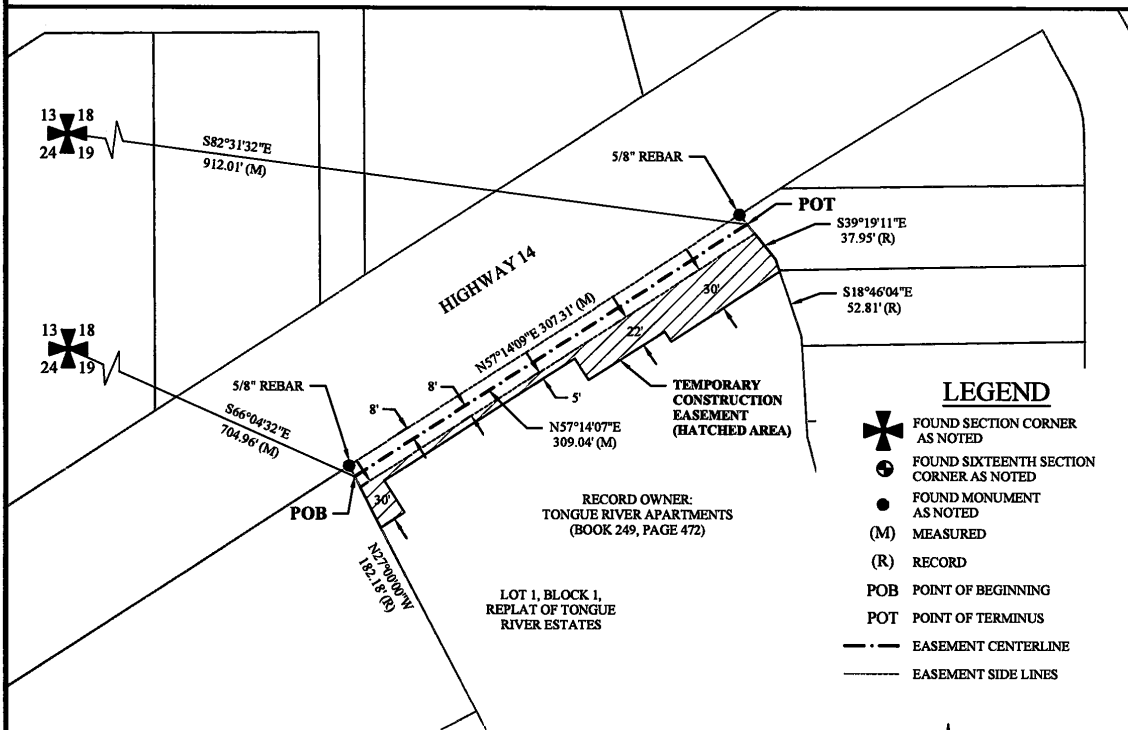 13 18
24 19
S82°31'32"E
912.01' (M)
5/8" REBAR
POT
S39°19'11"E
37.95' (R)
HIGHWAY 14
N57°14'09"E 307.31' (M)
30'
22'
S18°46'04"E
52.81' (R)
13 18
24 19
5/8" REBAR
S66°04'32"E
704.96' (M)
8'
8'
5'
N57°14'07"E
309.04' (M)
TEMPORARY
CONSTRUCTION
EASEMENT
(HATCHED AREA)
POB
30'
N27°00'00"W
182.18' (R)
RECORD OWNER:
TONGUE RIVER APARTMENTS
(BOOK 249, PAGE 472)
LOT 1, BLOCK 1,
REPLAT OF TONGUE
RIVER ESTATES
LEGEND
FOUND SECTION CORNER
AS NOTED
FOUND SIXTEENTH SECTION
CORNER AS NOTED
FOUND MONUMENT
AS NOTED
(M) MEASURED
(R) RECORD
POB POINT OF BEGINNING
POT POINT OF TERMINUS
EASEMENT CENTERLINE
EASEMENT SIDE LINES